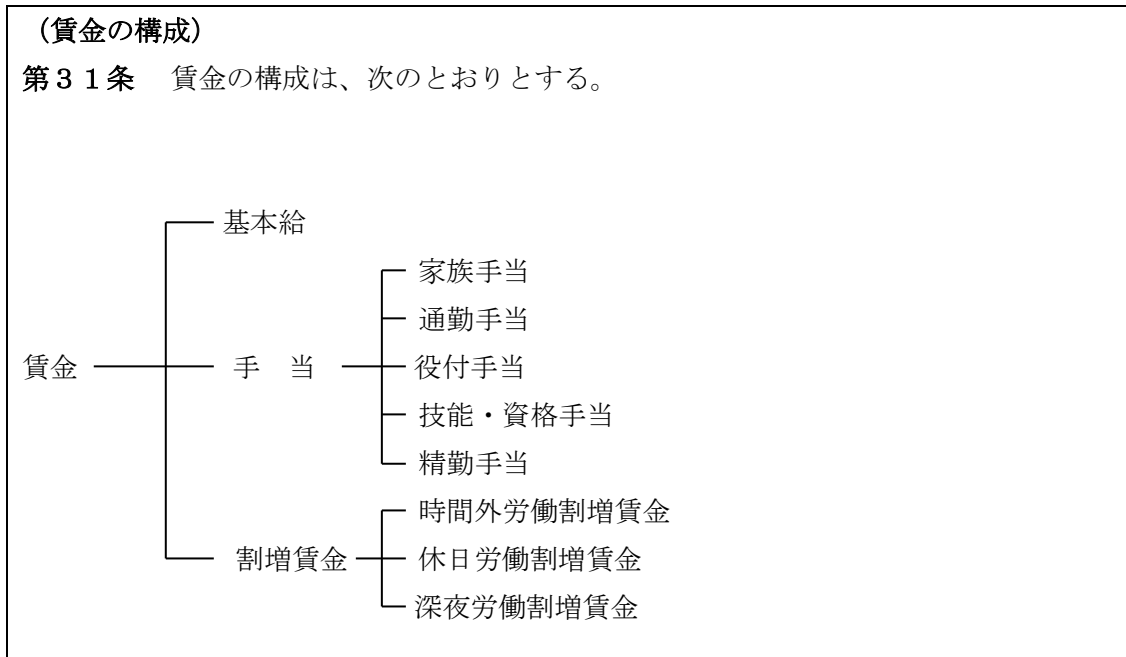 （賃金の構成）
第３１条　賃金の構成は、次のとおりとする。
基本給
家族手当
通勤手当
賃金　手　当　役付手当
技能・資格手当
精勤手当
時間外労働割増賃金
割増賃金　休日労働割増賃金
深夜労働割増賃金